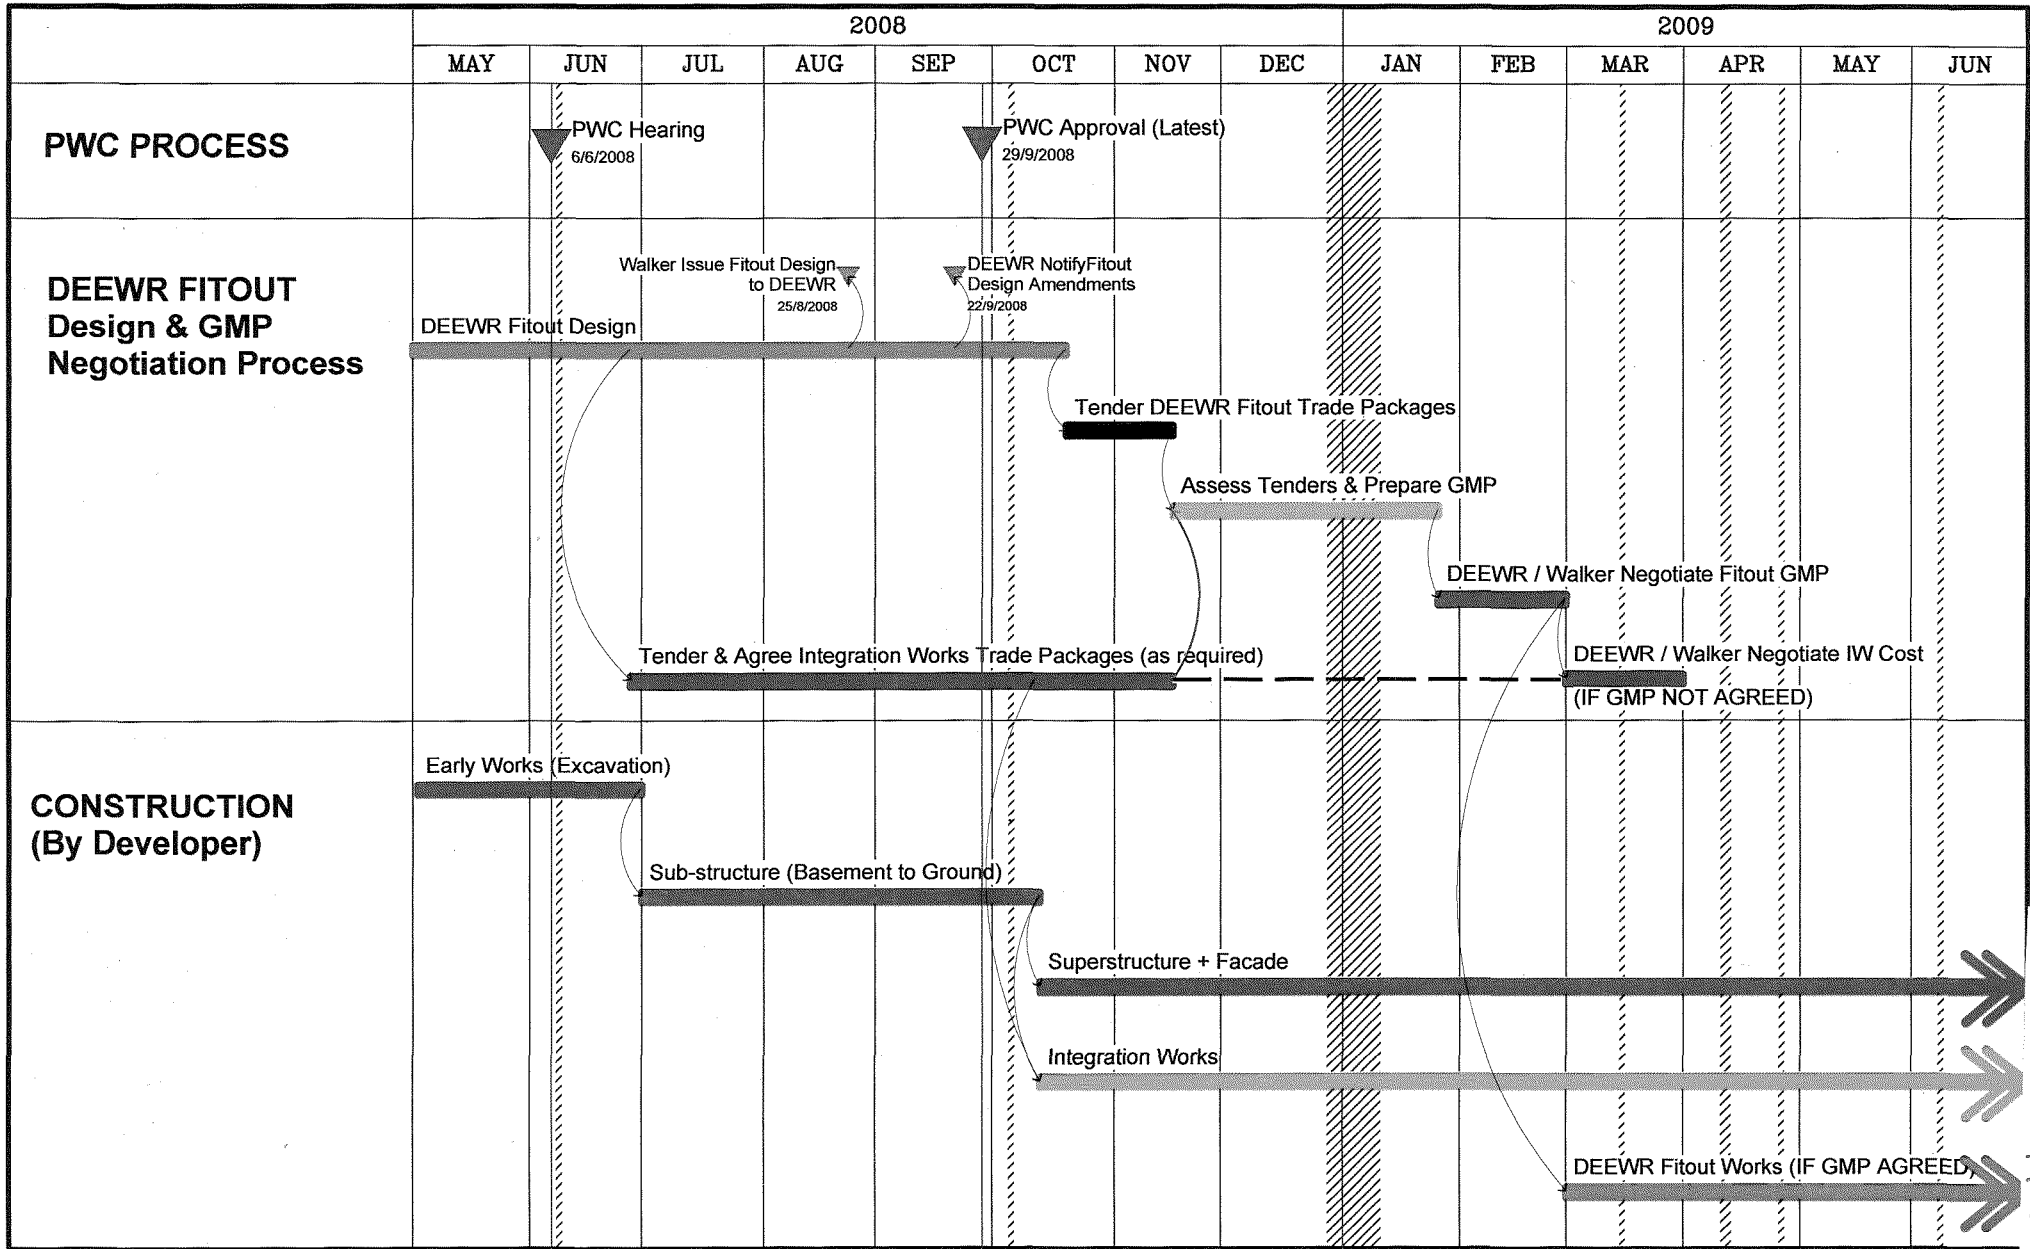 2008
2009
MAY JUN JUL AUG SEP OCT NOV DEC JAN FEB MAR APR MAY JUN
PWC PROCESS
PWC Hearing
6/6/2008
PWC Approval (Latest)
29/9/2008
DEEWR FITOUT
Design & GMP
Negotiation Process
Walker Issue Fitout Design
to DEEWR
25/8/2008
DEEWR NotifyFitout
Design Amendments
22/9/2008
DEEWR Fitout Design
Tender DEEWR Fitout Trade Packages
Assess Tenders & Prepare GMP
DEEWR / Walker Negotiate Fitout GMP
Tender & Agree Integration Works Trade Packages (as required)
DEEWR / Walker Negotiate IW Cost
(IF GMP NOT AGREED)
CONSTRUCTION
(By Developer)
Early Works (Excavation)
Sub-structure (Basement to Ground)
Superstructure + Facade
Integration Works
DEEWR Fitout Works (IF GMP AGREED)